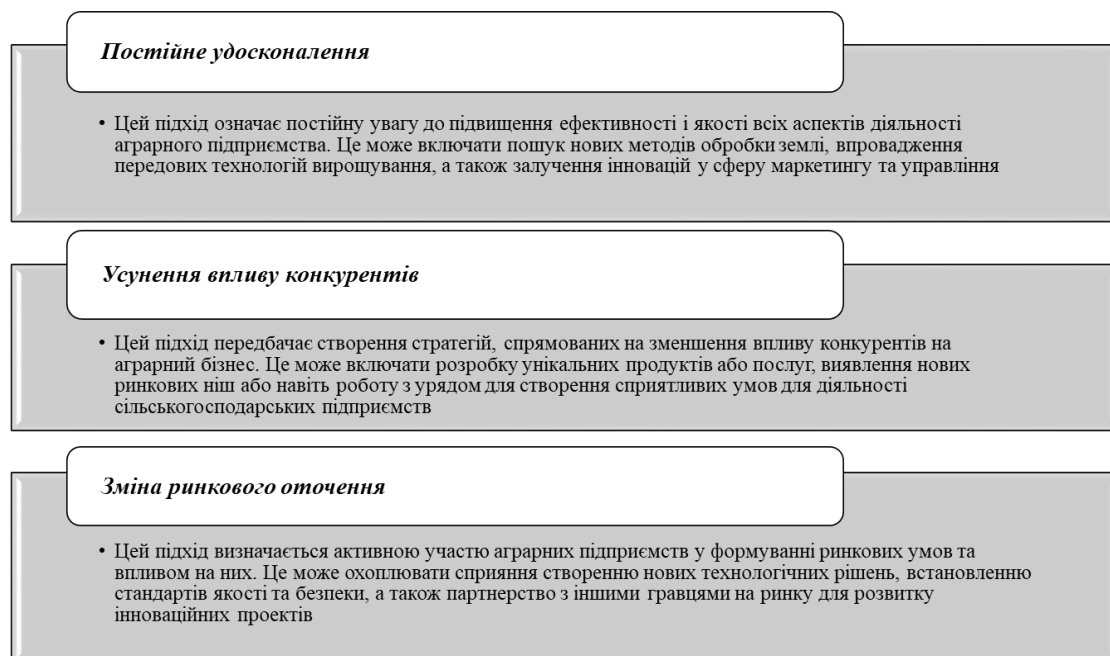 Постійне удосконалення
• Цей підхід означає постійну увагу до підвищення ефективності і якості всіх аспектів діяльності
аграрного підприємства. Це може включати пошук нових методів обробки землі, впровадження
передових технологій вирощування, а також залучення інновацій у сферу маркетингу та управління
Усунення впливу конкурентів
• Цей підхід передбачає створення стратегій, спрямованих на зменшення впливу конкурентів на
аграрний бізнес. Це може включати розробку унікальних продуктів або послуг, виявлення нових
ринкових ніш або навіть роботу з урядом для створення сприятливих умов для діяльності
сільськогосподарських підприємств
Зміна ринкового оточення
• Цей підхід визначається активною участю аграрних підприємств у формуванні ринкових умов та
впливом на них. Це може охоплювати сприяння створенню нових технологічних рішень, встановленню
стандартів якості та безпеки, а також партнерство з іншими гравцями на ринку для розвитку
інноваційних проектів